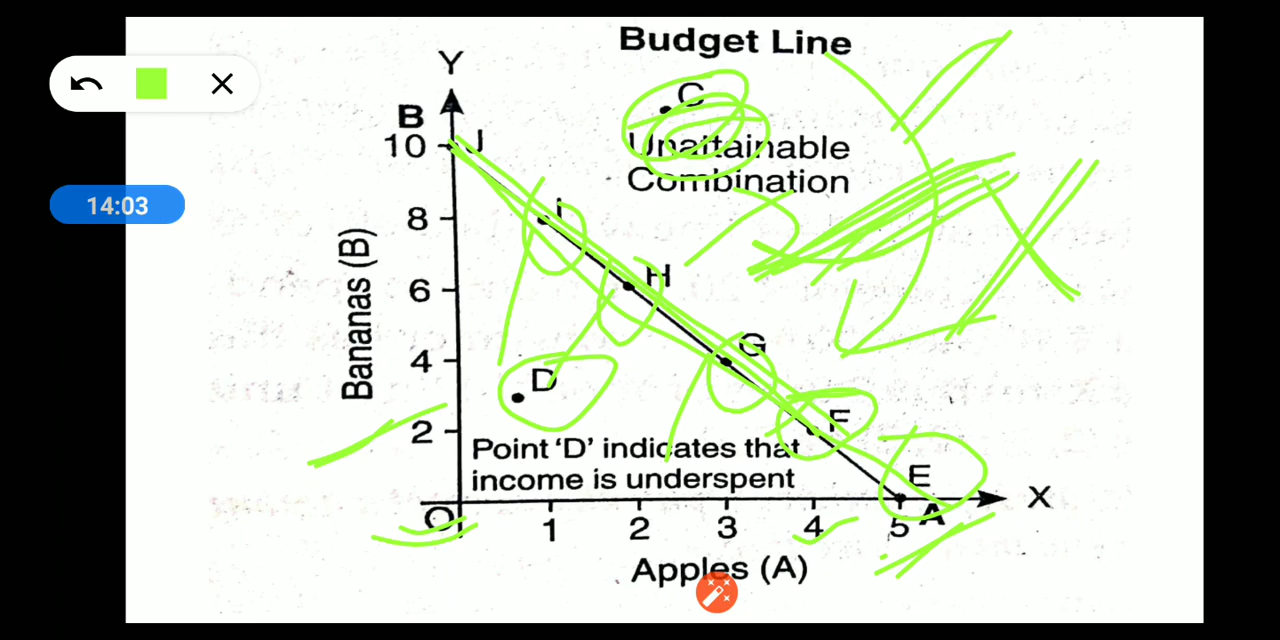 Budget Line
Y
C
B
10
J
Unattainable
Combination
8
i
6
H
Bananas (B)
4
G
D
2
F
Point ‘D’ indicates that
income is underspent
E
X
O
1
2
3
4
5
A
Apples (A)
14:03